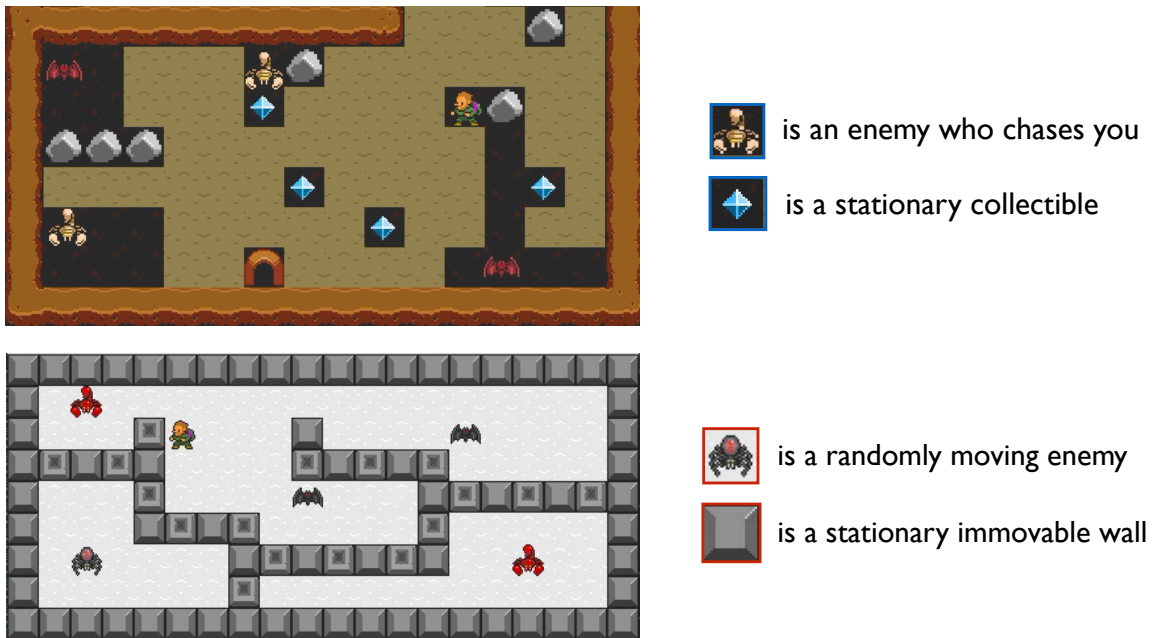 is an enemy who chases you
is a stationary collectible
is a randomly moving enemy
is a stationary immovable wall